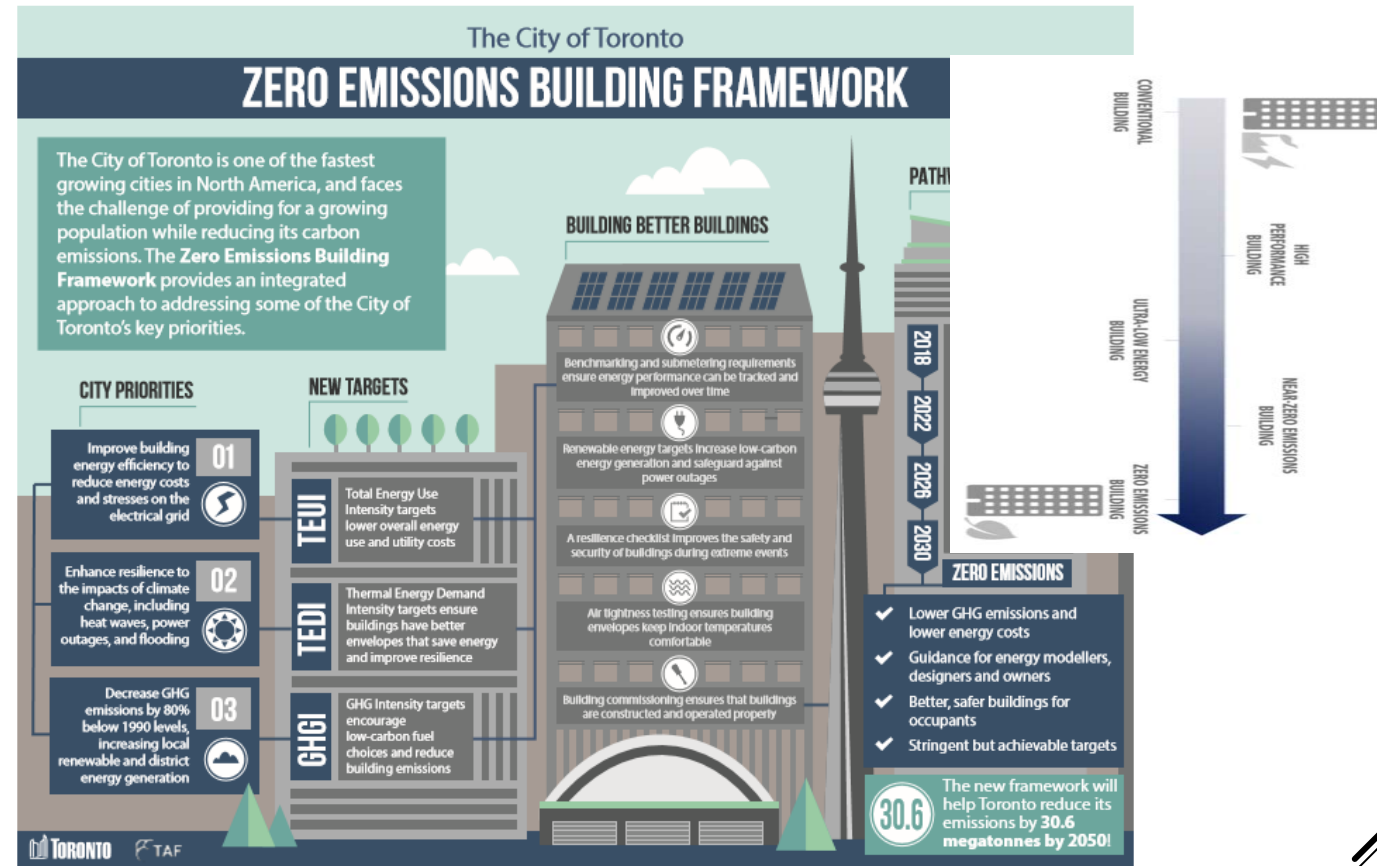 The City of Toronto
ZERO EMISSIONS BUILDING FRAMEWORK
The City of Toronto is one of the fastest
growing cities in North America, and faces
the challenge of providing for a growing
population while reducing its carbon
emissions. The Zero Emissions Building
Framework provides an integrated
approach to addressing some of the City of
Toronto's key priorities.
CITY PRIORITIES
Improve building
energy efficiency to
reduce energy costs
and stresses on the
electrical grid
01
Enhance resilience to
the impacts of climate
change, including
heat waves, power
outages, and flooding
02
Decrease GHG
emissions by 80%
below 1990 levels,
increasing local
renewable and district
energy generation
03
NEW TARGETS
TEUI
Total Energy Use
Intensity targets
lower overall energy
use and utility costs
TEDI
Thermal Energy Demand
Intensity targets ensure
buildings have better
envelopes that save energy
and improve resilience
GHGI
GHG Intensity targets
encourage
low-carbon fuel
choices and reduce
building emissions
BUILDING BETTER BUILDINGS
Benchmarking and submetering requirements
ensure energy performance can be tracked and
improved over time
Renewable energy targets increase low-carbon
energy generation and safeguard against
power outages
A resilience checklist improves the safety and
security of buildings during extreme events
Air tightness testing ensures building
envelopes keep indoor temperatures
comfortable
Building commissioning ensures that buildings
are constructed and operated properly
2018
2022
2026
2030
ZERO EMISSIONS
Lower GHG emissions and
lower energy costs
Guidance for energy modellers,
designers and owners
Better, safer buildings for
occupants
Stringent but achievable targets
30.6
The new framework will
help Toronto reduce its
emissions by 30.6
megatonnes by 2050!
CONVENTIONAL
BUILDING
HIGH
PERFORMANCE
BUILDING
ULTRA-LOW ENERGY
BUILDING
NEAR-ZERO EMISSIONS
BUILDING
ZERO EMISSIONS
BUILDING
TORONTO
TAF